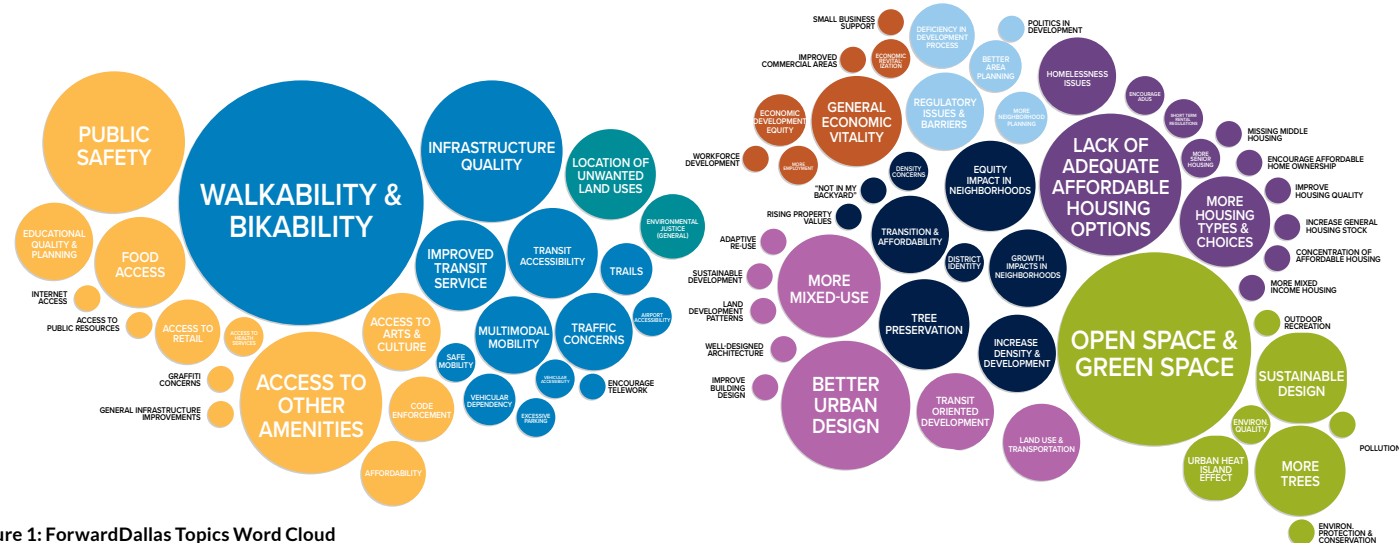 PUBLIC
SAFETY
WALKABILITY &
BIKABILITY
INFRASTRUCTURE
QUALITY
LOCATION OF
UNWANTED
LAND USES
ENVIRONMENTAL
JUSTICE
(GENERAL)
EDUCATIONAL
QUALITY &
PLANNING
FOOD
ACCESS
IMPROVED
TRANSIT
SERVICE
TRANSIT
ACCESSIBILITY
TRAILS
INTERNET
ACCESS
ACCESS TO
PUBLIC RESOURCES
ACCESS TO
RETAIL
ACCESS TO
HEALTH
SERVICES
ACCESS TO
ARTS &
CULTURE
MULTIMODAL
MOBILITY
TRAFFIC
CONCERNS
AIRPORT
ACCESSIBILITY
SAFE
MOBILITY
VEHICULAR
ACCESSIBILITY
ENCOURAGE
TELEWORK
VEHICULAR
DEPENDENCY
EXCESSIVE
PARKING
GRAFFITI
CONCERNS
GENERAL INFRASTRUCTURE
IMPROVEMENTS
ACCESS TO
OTHER
AMENITIES
CODE
ENFORCEMENT
AFFORDABILITY
SMALL BUSINESS
SUPPORT
DEFICIENCY IN
DEVELOPMENT
PROCESS
POLITICS IN
DEVELOPMENT
IMPROVED
COMMERCIAL AREAS
ECONOMIC
REVITAL-
IZATION
BETTER
AREA
PLANNING
HOMELESSNESS
ISSUES
ECONOMIC
DEVELOPMENT
EQUITY
GENERAL
ECONOMIC
VITALITY
REGULATORY
ISSUES &
BARRIERS
MORE
NEIGHBORHOOD
PLANNING
ENCOURAGE
ADUS
SHORT TERM
RENTAL
REGULATIONS
WORKFORCE
DEVELOPMENT
MORE
EMPLOYMENT
DENSITY
CONCERNS
EQUITY
IMPACT IN
NEIGHBORHOODS
LACK OF
ADEQUATE
AFFORDABLE
HOUSING
OPTIONS
MORE
SENIOR
HOUSING
MISSING MIDDLE
HOUSING
ENCOURAGE AFFORDABLE
HOME OWNERSHIP
"NOT IN MY
BACKYARD"
RISING PROPERTY
VALUES
TRANSITION &
AFFORDABILITY
DISTRICT
IDENTITY
GROWTH
IMPACTS IN
NEIGHBORHOODS
MORE
HOUSING
TYPES &
CHOICES
IMPROVE
HOUSING QUALITY
INCREASE GENERAL
HOUSING STOCK
CONCENTRATION OF
AFFORDABLE HOUSING
MORE MIXED
INCOME HOUSING
ADAPTIVE
RE-USE
SUSTAINABLE
DEVELOPMENT
MORE
MIXED-USE
LAND
DEVELOPMENT
PATTERNS
TREE
PRESERVATION
INCREASE
DENSITY &
DEVELOPMENT
OPEN SPACE &
GREEN SPACE
OUTDOOR
RECREATION
WELL-DESIGNED
ARCHITECTURE
IMPROVE
BUILDING
DESIGN
BETTER
URBAN
DESIGN
TRANSIT
ORIENTED
DEVELOPMENT
LAND USE &
TRANSPORTATION
SUSTAINABLE
DESIGN
ENVIRON.
QUALITY
POLLUTION
URBAN HEAT
ISLAND
EFFECT
MORE
TREES
ENVIRON.
PROTECTION &
CONSERVATION
ure 1: ForwardDallas Topics Word Cloud